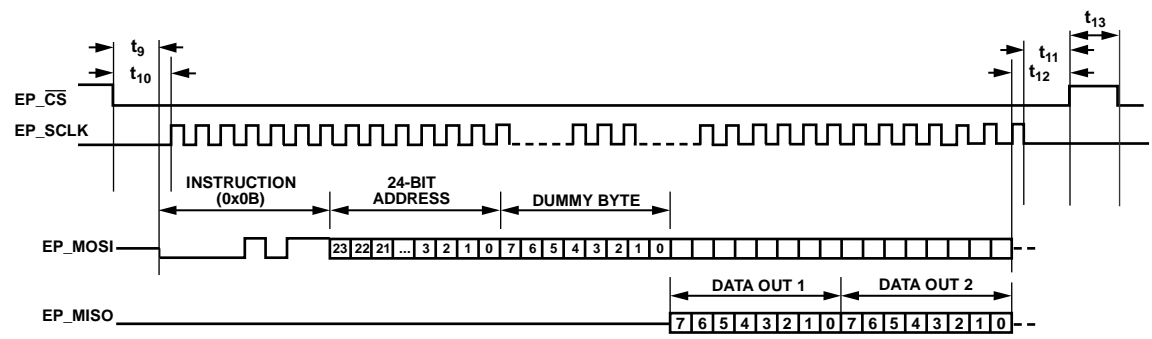 t9 t13
t10 t11
t12
EP_CS
EP_SCLK
INSTRUCTION (0x0B) 24-BIT ADDRESS DUMMY BYTE
EP_MOSI 23 22 21 ... 3 2 1 0 7 6 5 4 3 2 1 0
DATA OUT 1 DATA OUT 2
EP_MISO 7 6 5 4 3 2 1 0 7 6 5 4 3 2 1 0